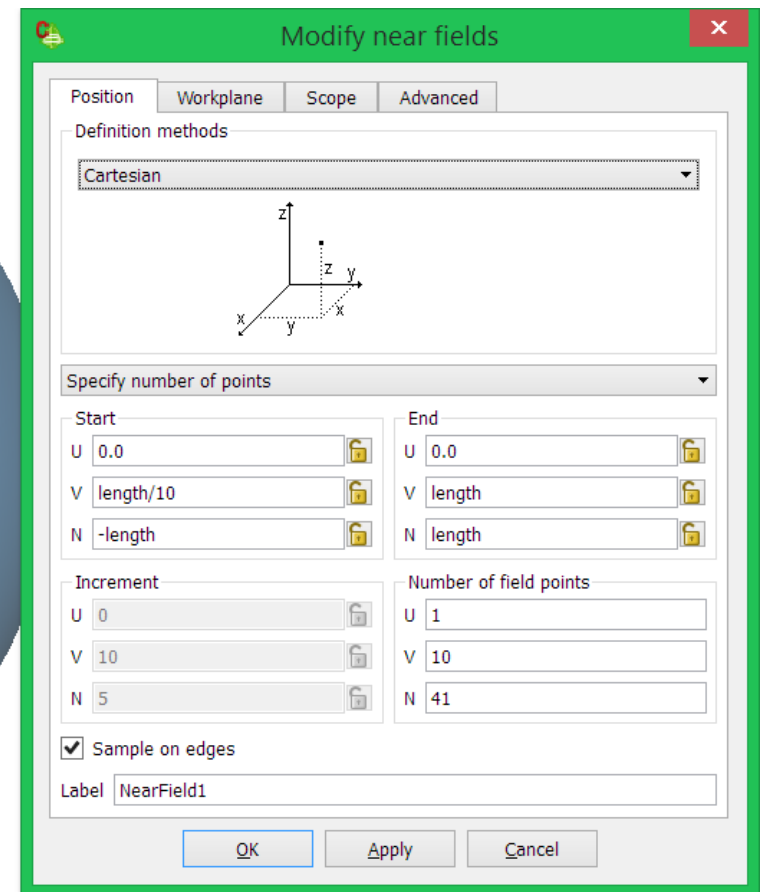 Modify near fields
Position Workplane Scope Advanced
Definition methods
Cartesian
z
z y
x x
y
Specify number of points
Start End
U 0.0 U 0.0
V length/10 V length
N -length N length
Increment Number of field points
U 0 U 1
V 10 V 10
N 5 N 41
Sample on edges
Label NearField1
OK Apply Cancel